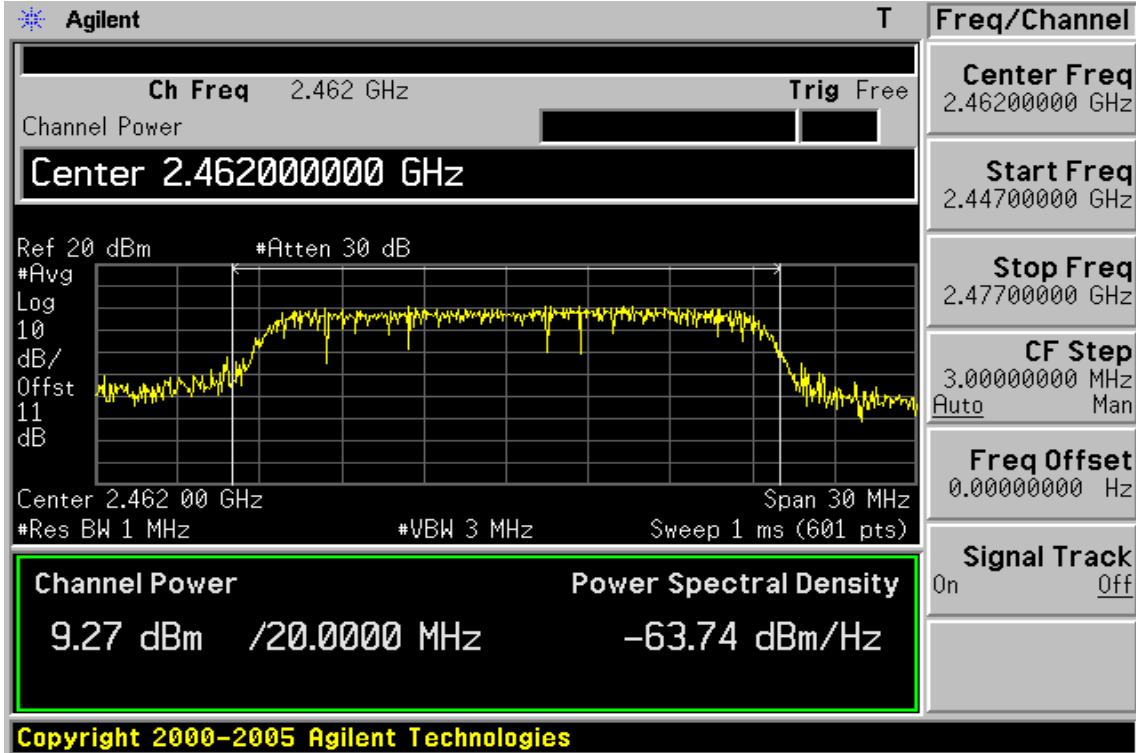 Agilent T
Ch Freq 2.462 GHz Trig Free
Channel Power
Center 2.462000000 GHz
Ref 20 dBm #Atten 30 dB
#Avg
Log
10
dB/
Offst
11
dB
Center 2.462 00 GHz Span 30 MHz
#Res BW 1 MHz #VBW 3 MHz Sweep 1 ms (601 pts)
Channel Power Power Spectral Density
9.27 dBm /20.0000 MHz -63.74 dBm/Hz
Copyright 2000-2005 Agilent Technologies
Freq/Channel
Center Freq
2.46200000 GHz
Start Freq
2.44700000 GHz
Stop Freq
2.47700000 GHz
CF Step
3.00000000 MHz
Auto Man
Freq Offset
0.00000000 Hz
Signal Track
On Off